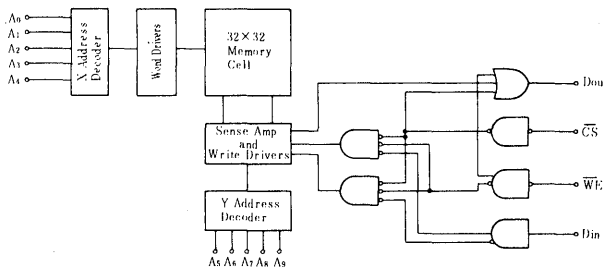 A0
A1
A2
A3
A4
X Address
Decoder
Word Drivers
32×32
Memory
Cell
Sense Amp
and
Write Drivers
Y Address
Decoder
A5 A6 A7 A8 A9
Dou
CS
WE
Din